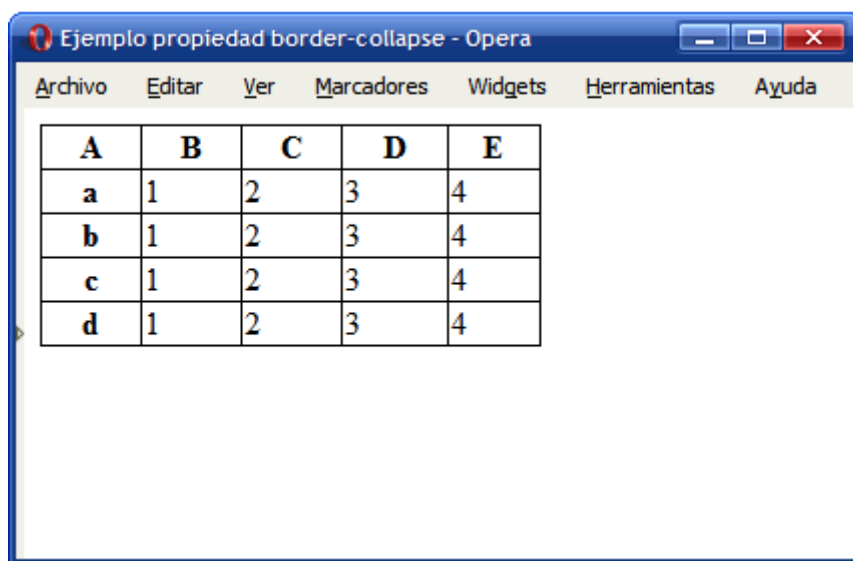 Ejemplo propiedad border-collapse - Opera
Archivo Editar Ver Marcadores Widgets Herramientas Ayuda
A B C D E
a 1 2 3 4
b 1 2 3 4
c 1 2 3 4
d 1 2 3 4